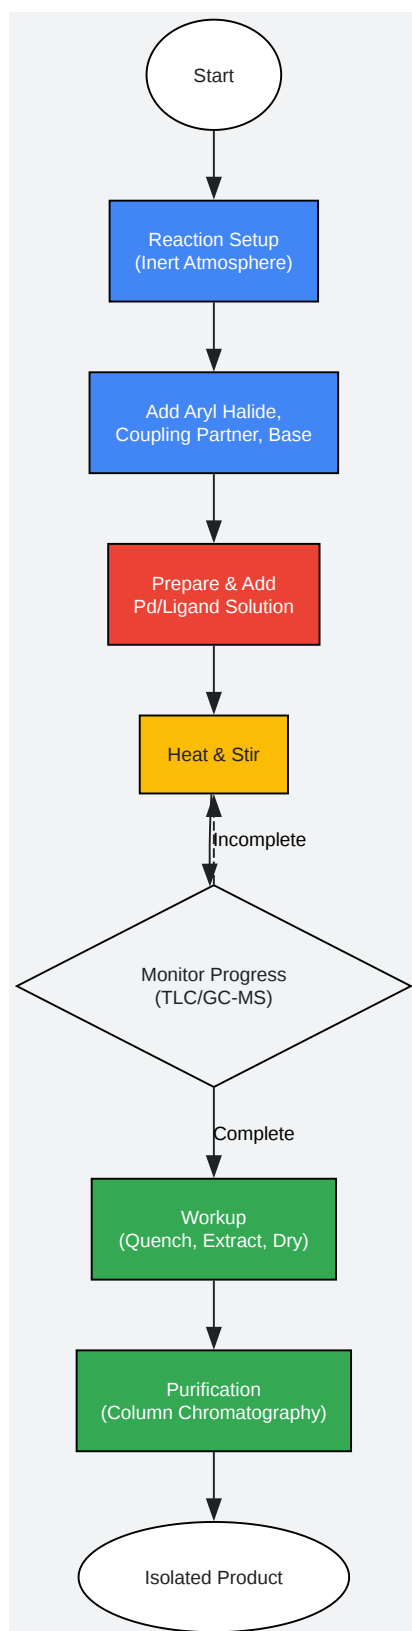 Start
Reaction Setup
(Inert Atmosphere)
Add Aryl Halide,
Coupling Partner, Base
Prepare & Add
Pd/Ligand Solution
Heat & Stir
Incomplete
Monitor Progress
(TLC/GC-MS)
Complete
Workup
(Quench, Extract, Dry)
Purification
(Column Chromatography)
Isolated Product